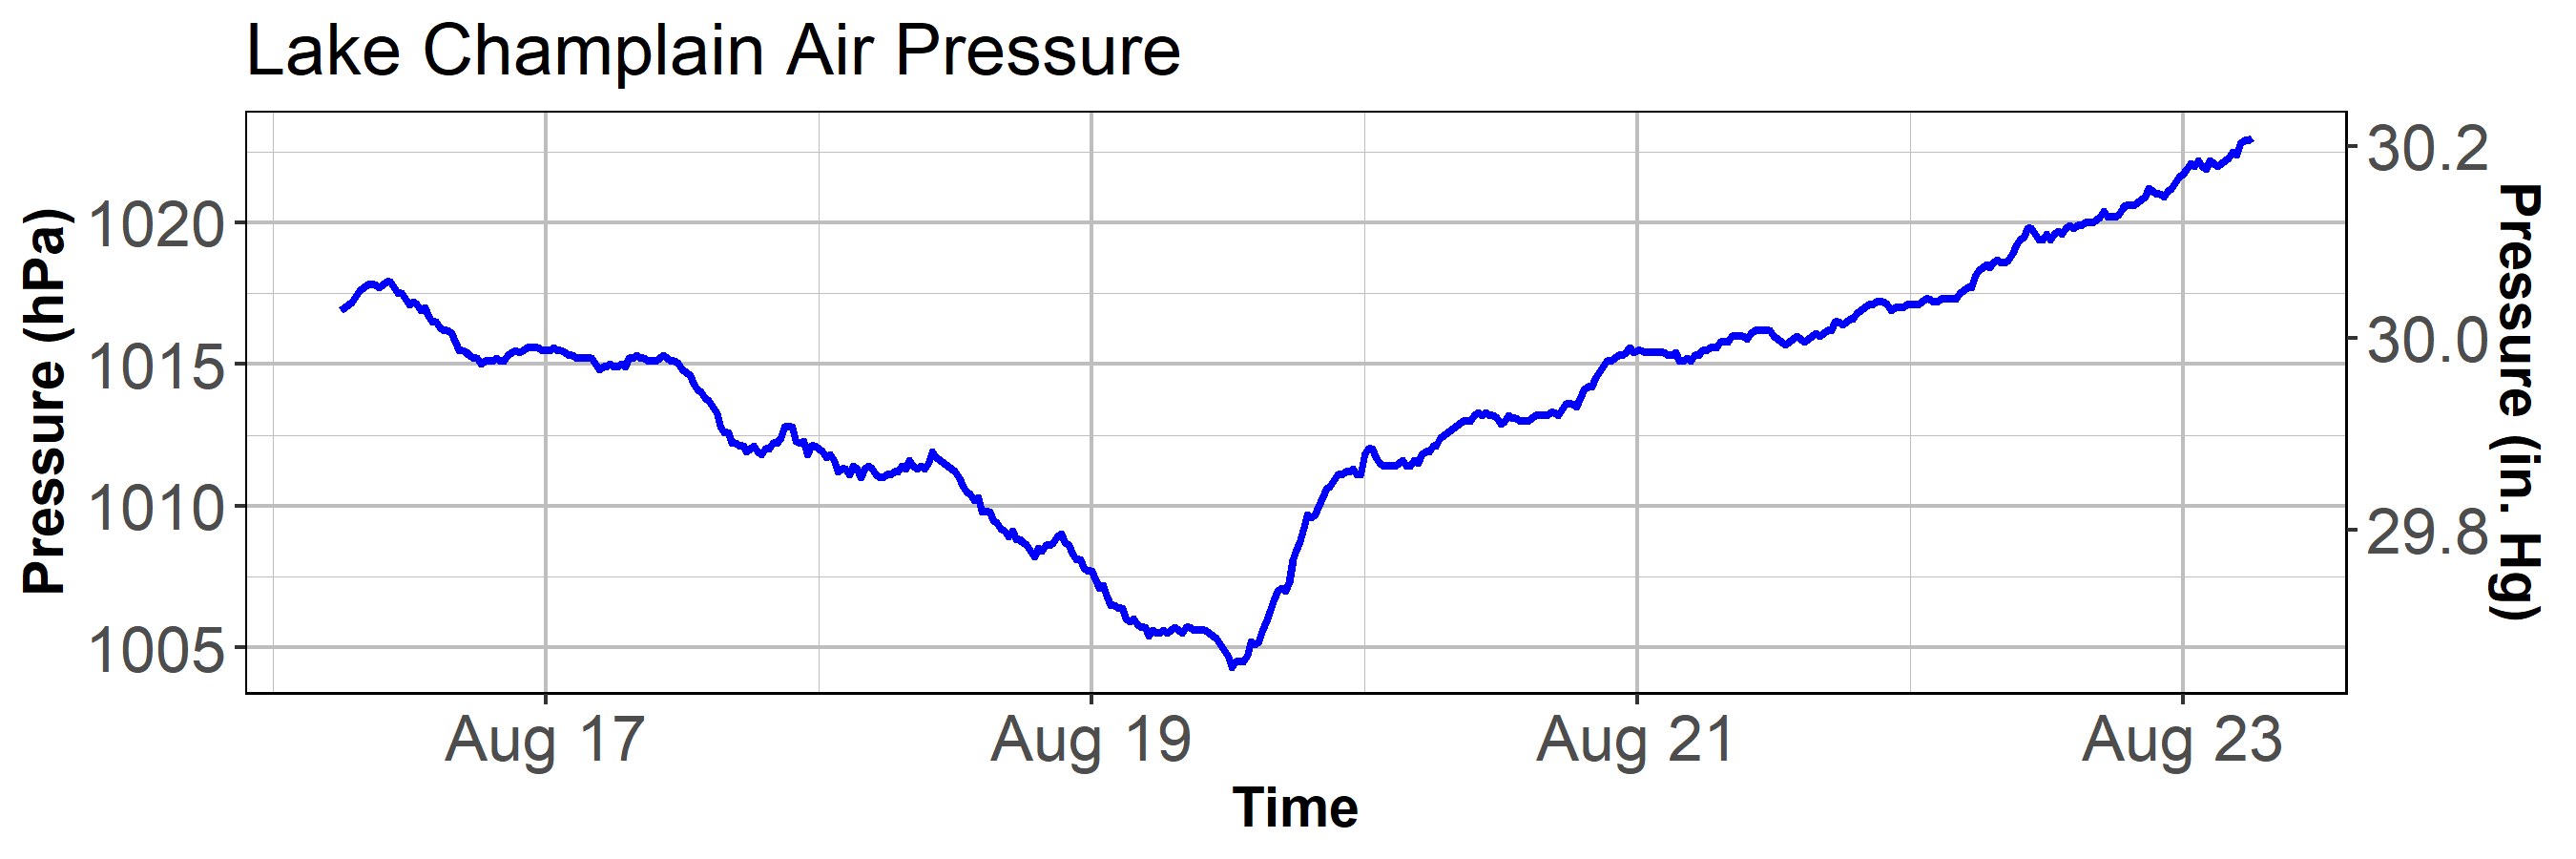 Lake Champlain Air Pressure
Pressure (hPa)
1020
1015
1010
1005
30.2
30.0
29.8
Pressure (in. Hg)
Aug 17 Aug 19 Aug 21 Aug 23
Time